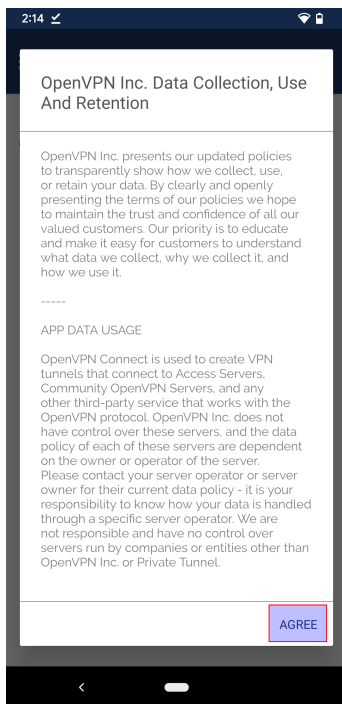 2:14
OpenVPN Inc. Data Collection, Use
And Retention
OpenVPN Inc. presents our updated policies
to transparently show how we collect, use,
or retain your data. By clearly and openly
presenting the terms of our policies we hope
to maintain the trust and confidence of all our
valued customers. Our priority is to educate
and make it easy for customers to understand
what data we collect, why we collect it, and
how we use it.
-----
APP DATA USAGE
OpenVPN Connect is used to create VPN
tunnels that connect to Access Servers,
Community OpenVPN Servers, and any
other third-party service that works with the
OpenVPN protocol. OpenVPN Inc. does not
have control over these servers, and the data
policy of each of these servers are dependent
on the owner or operator of the server.
Please contact your server operator or server
owner for their current data policy - it is your
responsibility to know how your data is handled
through a specific server operator. We are
not responsible and have no control over
servers run by companies or entities other than
OpenVPN Inc. or Private Tunnel.
AGREE